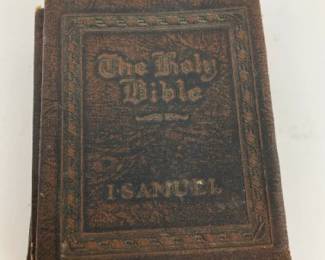 The Holy
Bible
I·SAMUEL